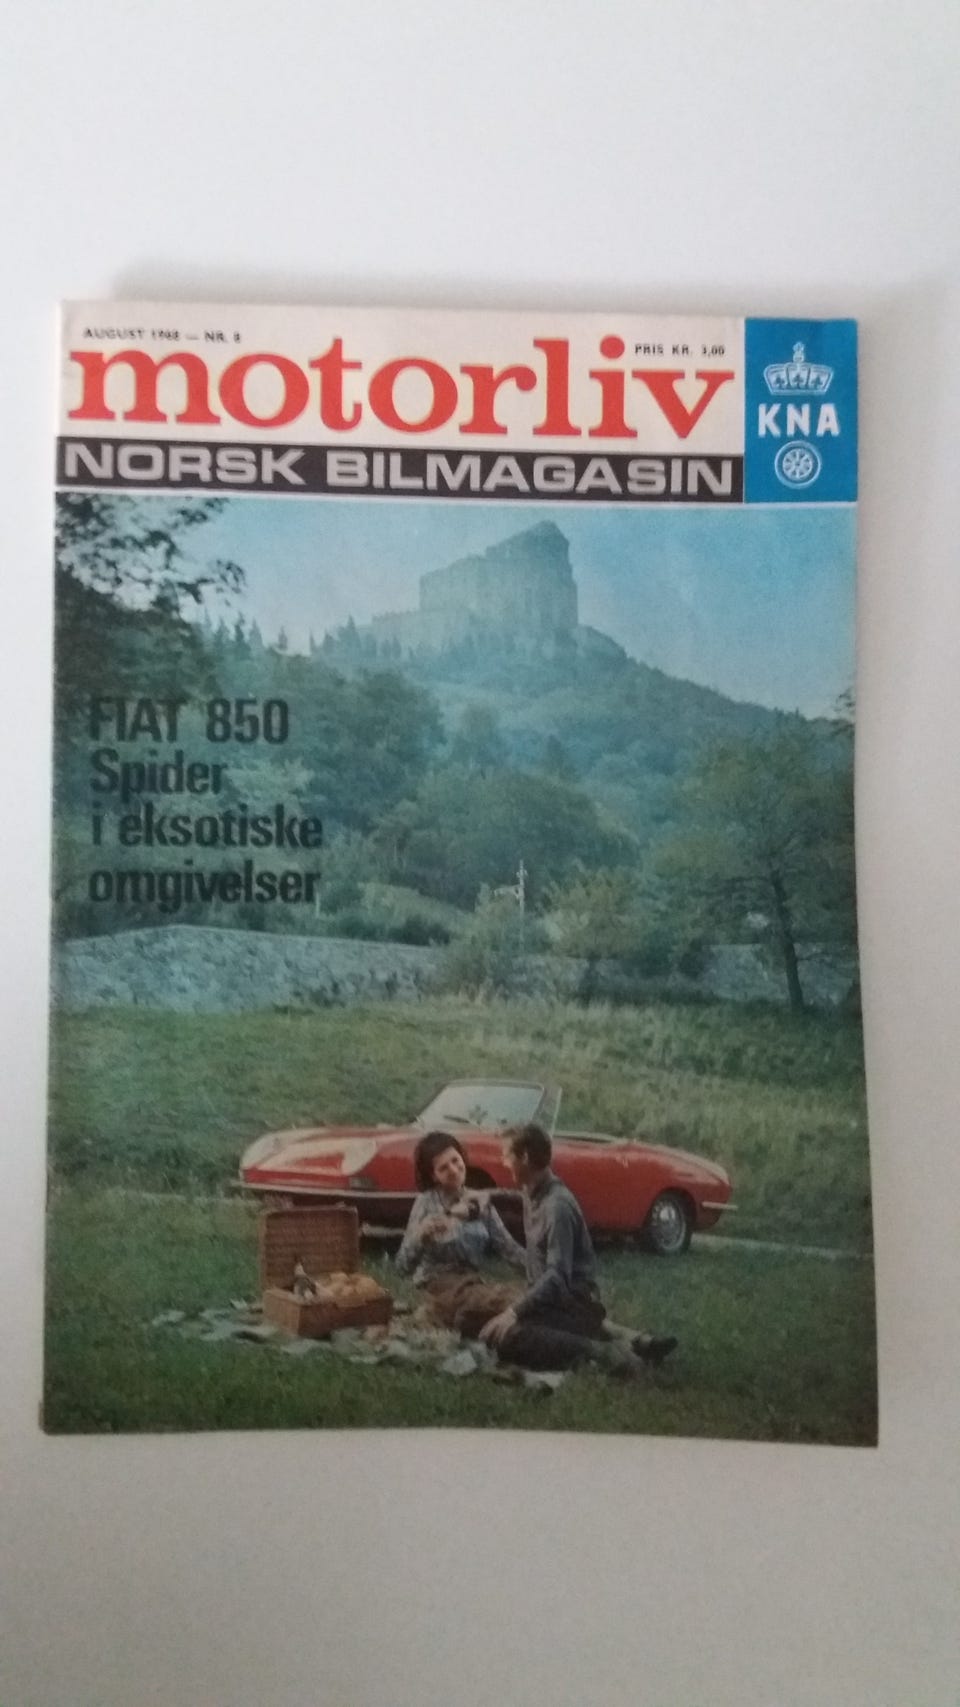 AUGUST 1968 — NR. 8
PRIS KR. 3,00
motorliv
NORSK BILMAGASIN
KNA
FIAT 850
Spider
i eksotiske
omgivelser